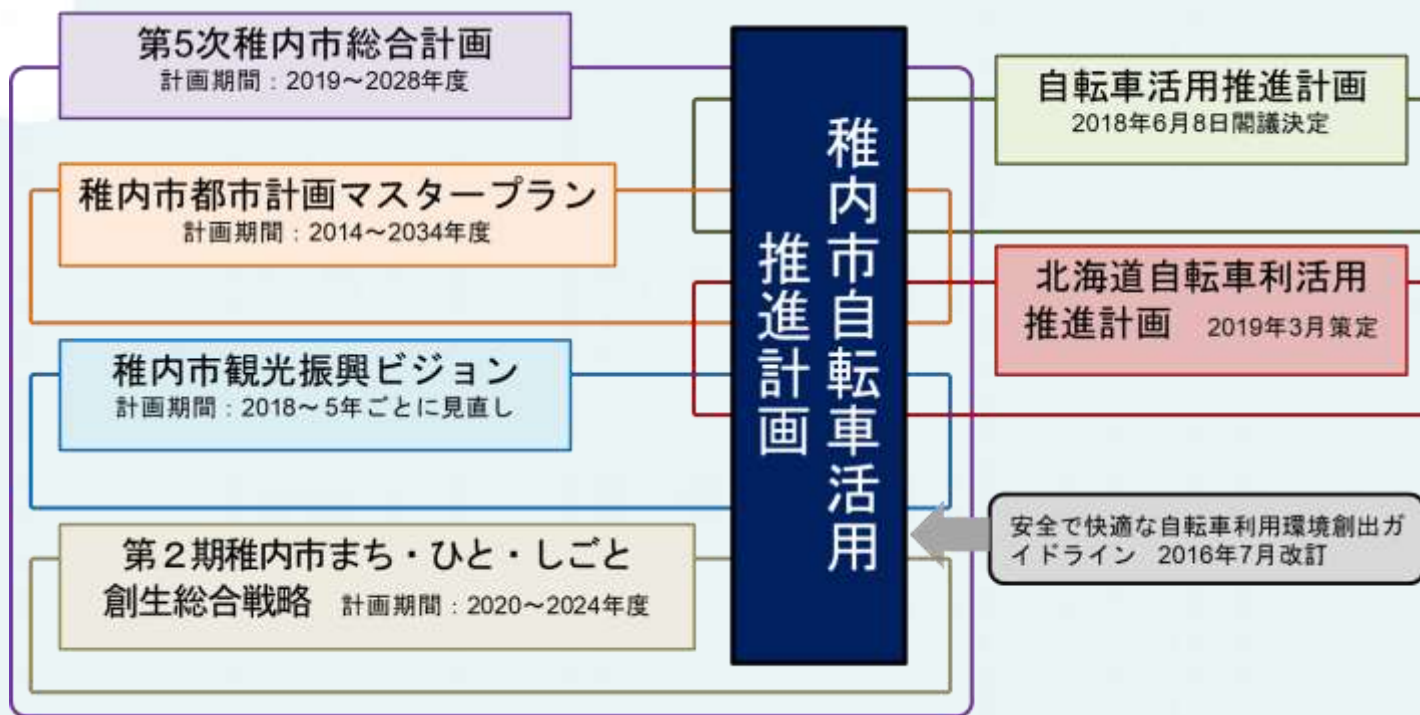 第5次稚内市総合計画
計画期間：2019～2028年度
稚内市都市計画マスタープラン
計画期間：2014～2034年度
稚内市観光振興ビジョン
計画期間：2018～5年ごとに見直し
第２期稚内市まち・ひと・しごと
創生総合戦略　計画期間：2020～2024年度
稚内市自転車活用
推進計画
自転車活用推進計画
2018年6月8日閣議決定
北海道自転車利活用
推進計画　2019年3月策定
安全で快適な自転車利用環境創出ガ
イドライン　2016年7月改訂